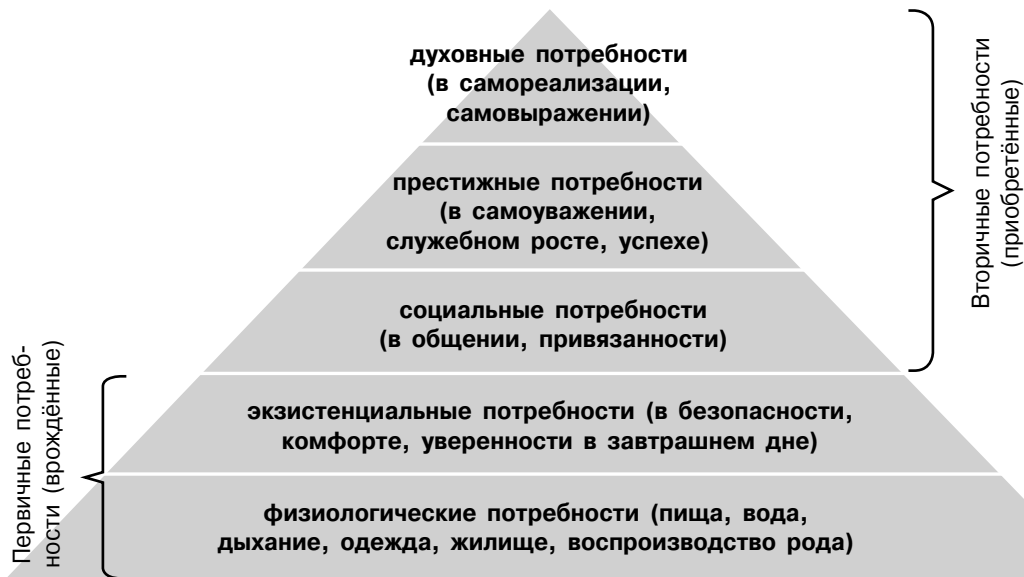 духовные потребности
(в самореализации,
самовыражении)
престижные потребности
(в самоуважении,
служебном росте, успехе)
социальные потребности
(в общении, привязанности)
экзистенциальные потребности (в безопасности,
комфорте, уверенности в завтрашнем дне)
физиологические потребности (пища, вода,
дыхание, одежда, жилище, воспроизводство рода)
Первичные потреб-
ности (врождённые)
Вторичные потребности
(приобретённые)